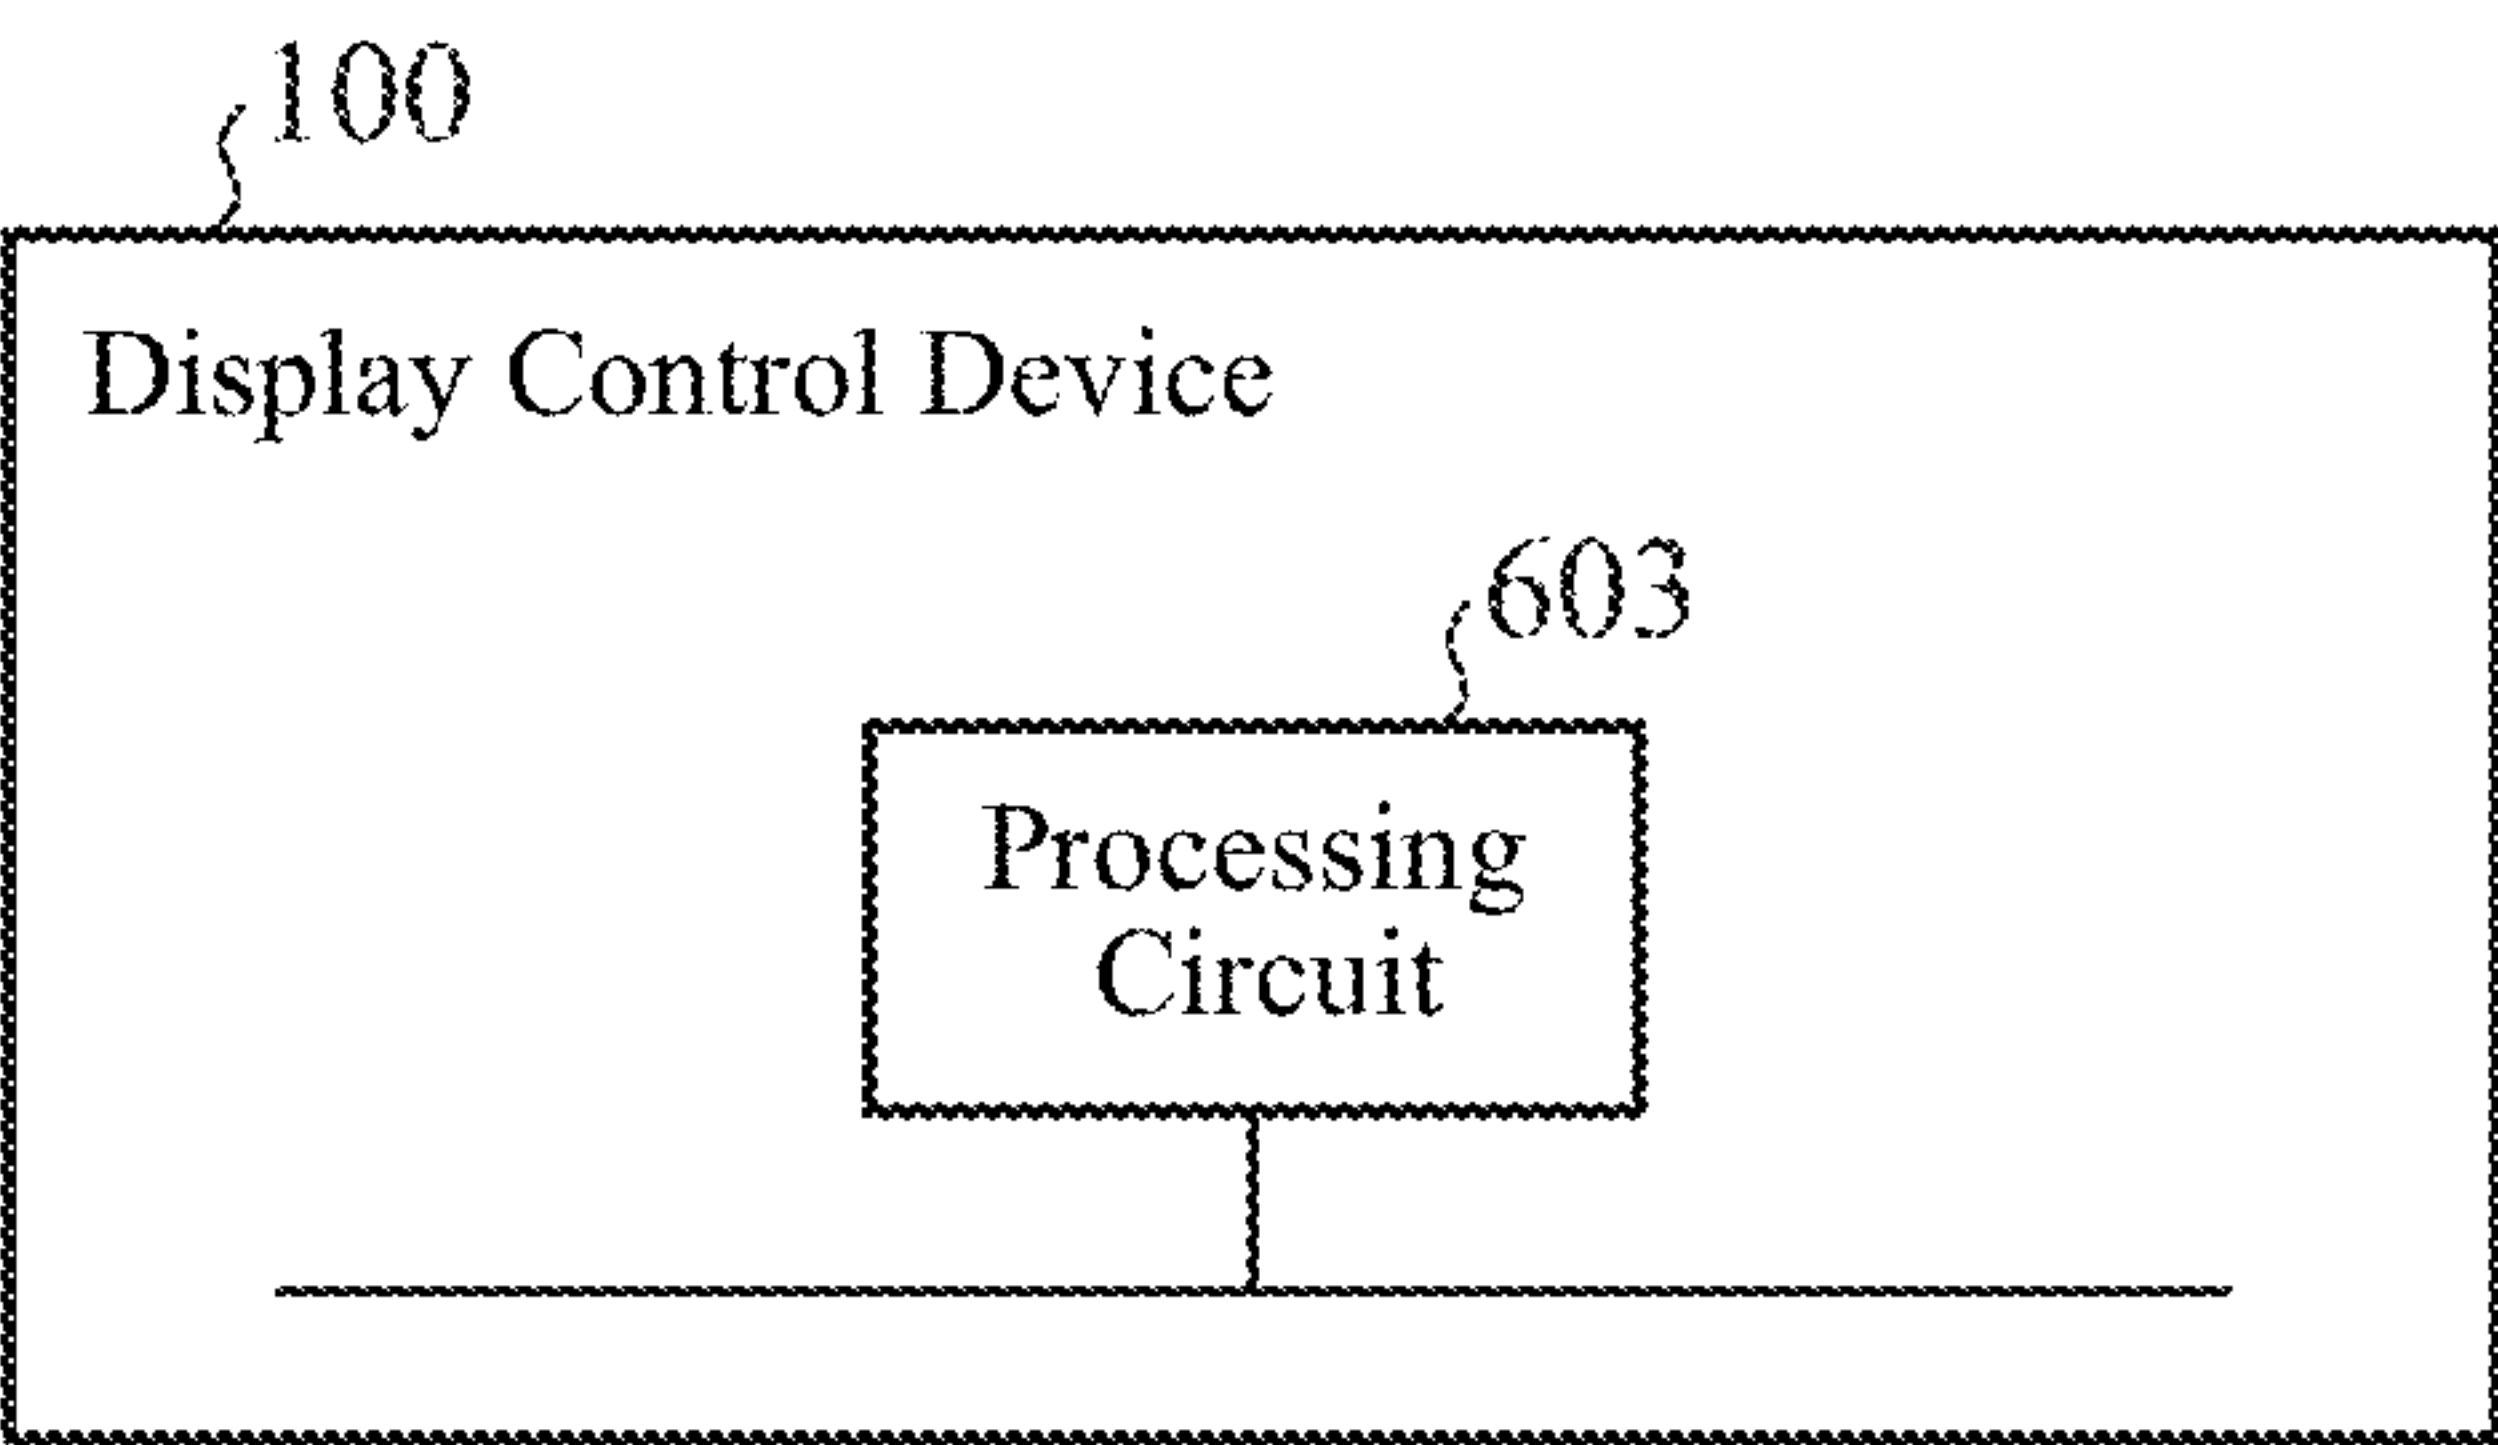 100
Display Control Device
603
Processing
Circuit